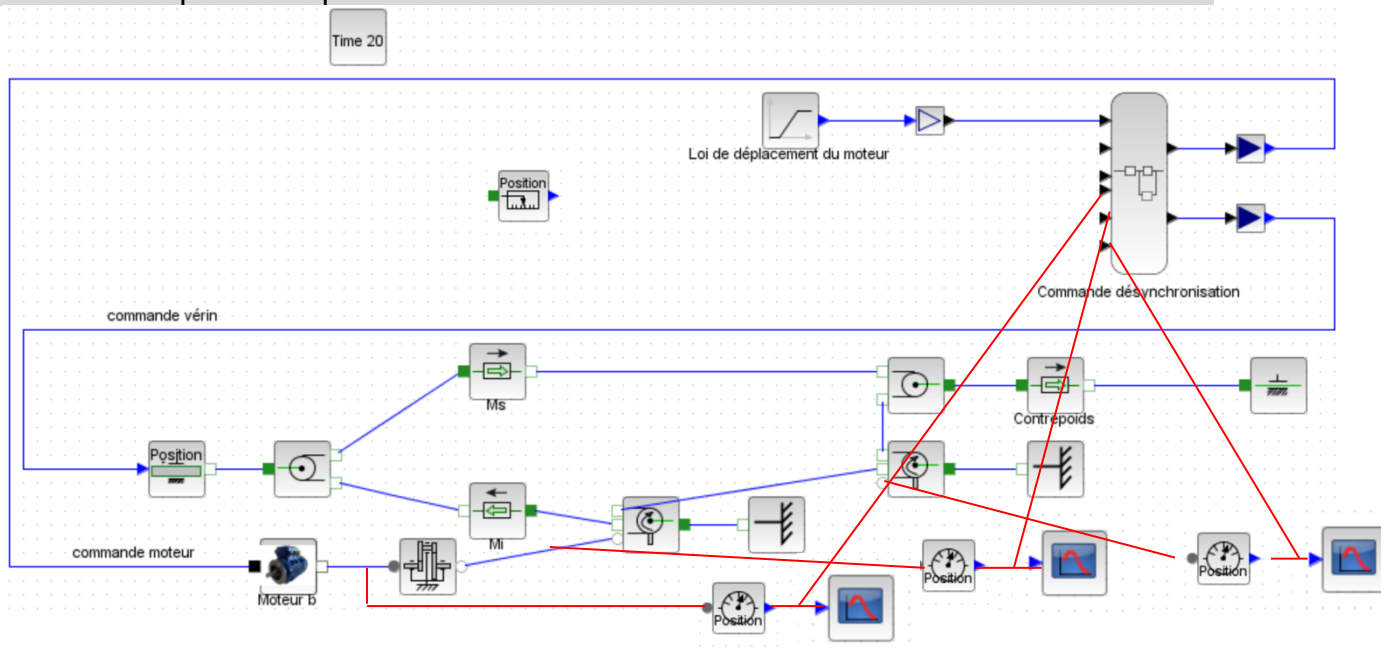 Time 20
Loi de déplacement du moteur
Position
Commande désynchronisation
commande vérin
Ms
Contrepoids
Position
Mi
commande moteur
Position
Position
Moteur b
Position